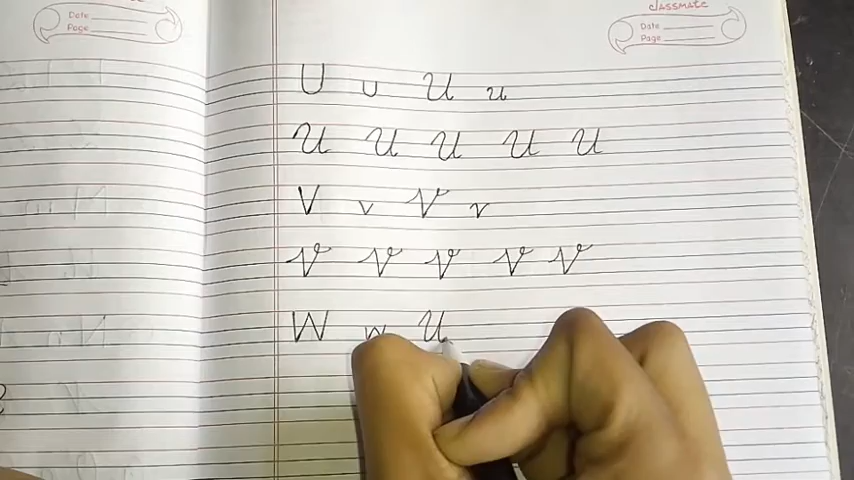 Date
Page
classmate
Date
Page
U u U u
U U U U U
V v V v
V V V V V
W w U